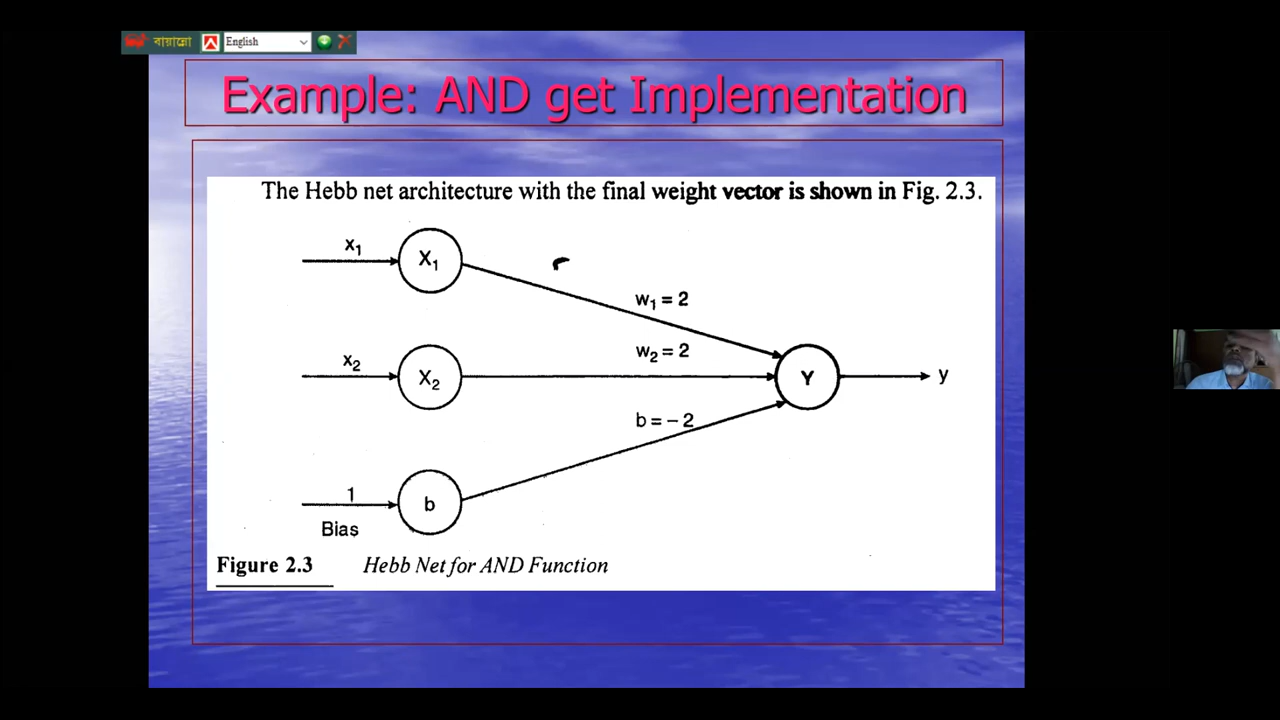 বায়ান্নো English
Example: AND get Implementation
The Hebb net architecture with the final weight vector is shown in Fig. 2.3.
x₁
X₁
w₁ = 2
x₂
X₂
w₂ = 2
Y
y
b = – 2
1
b
Bias
Figure 2.3 Hebb Net for AND Function